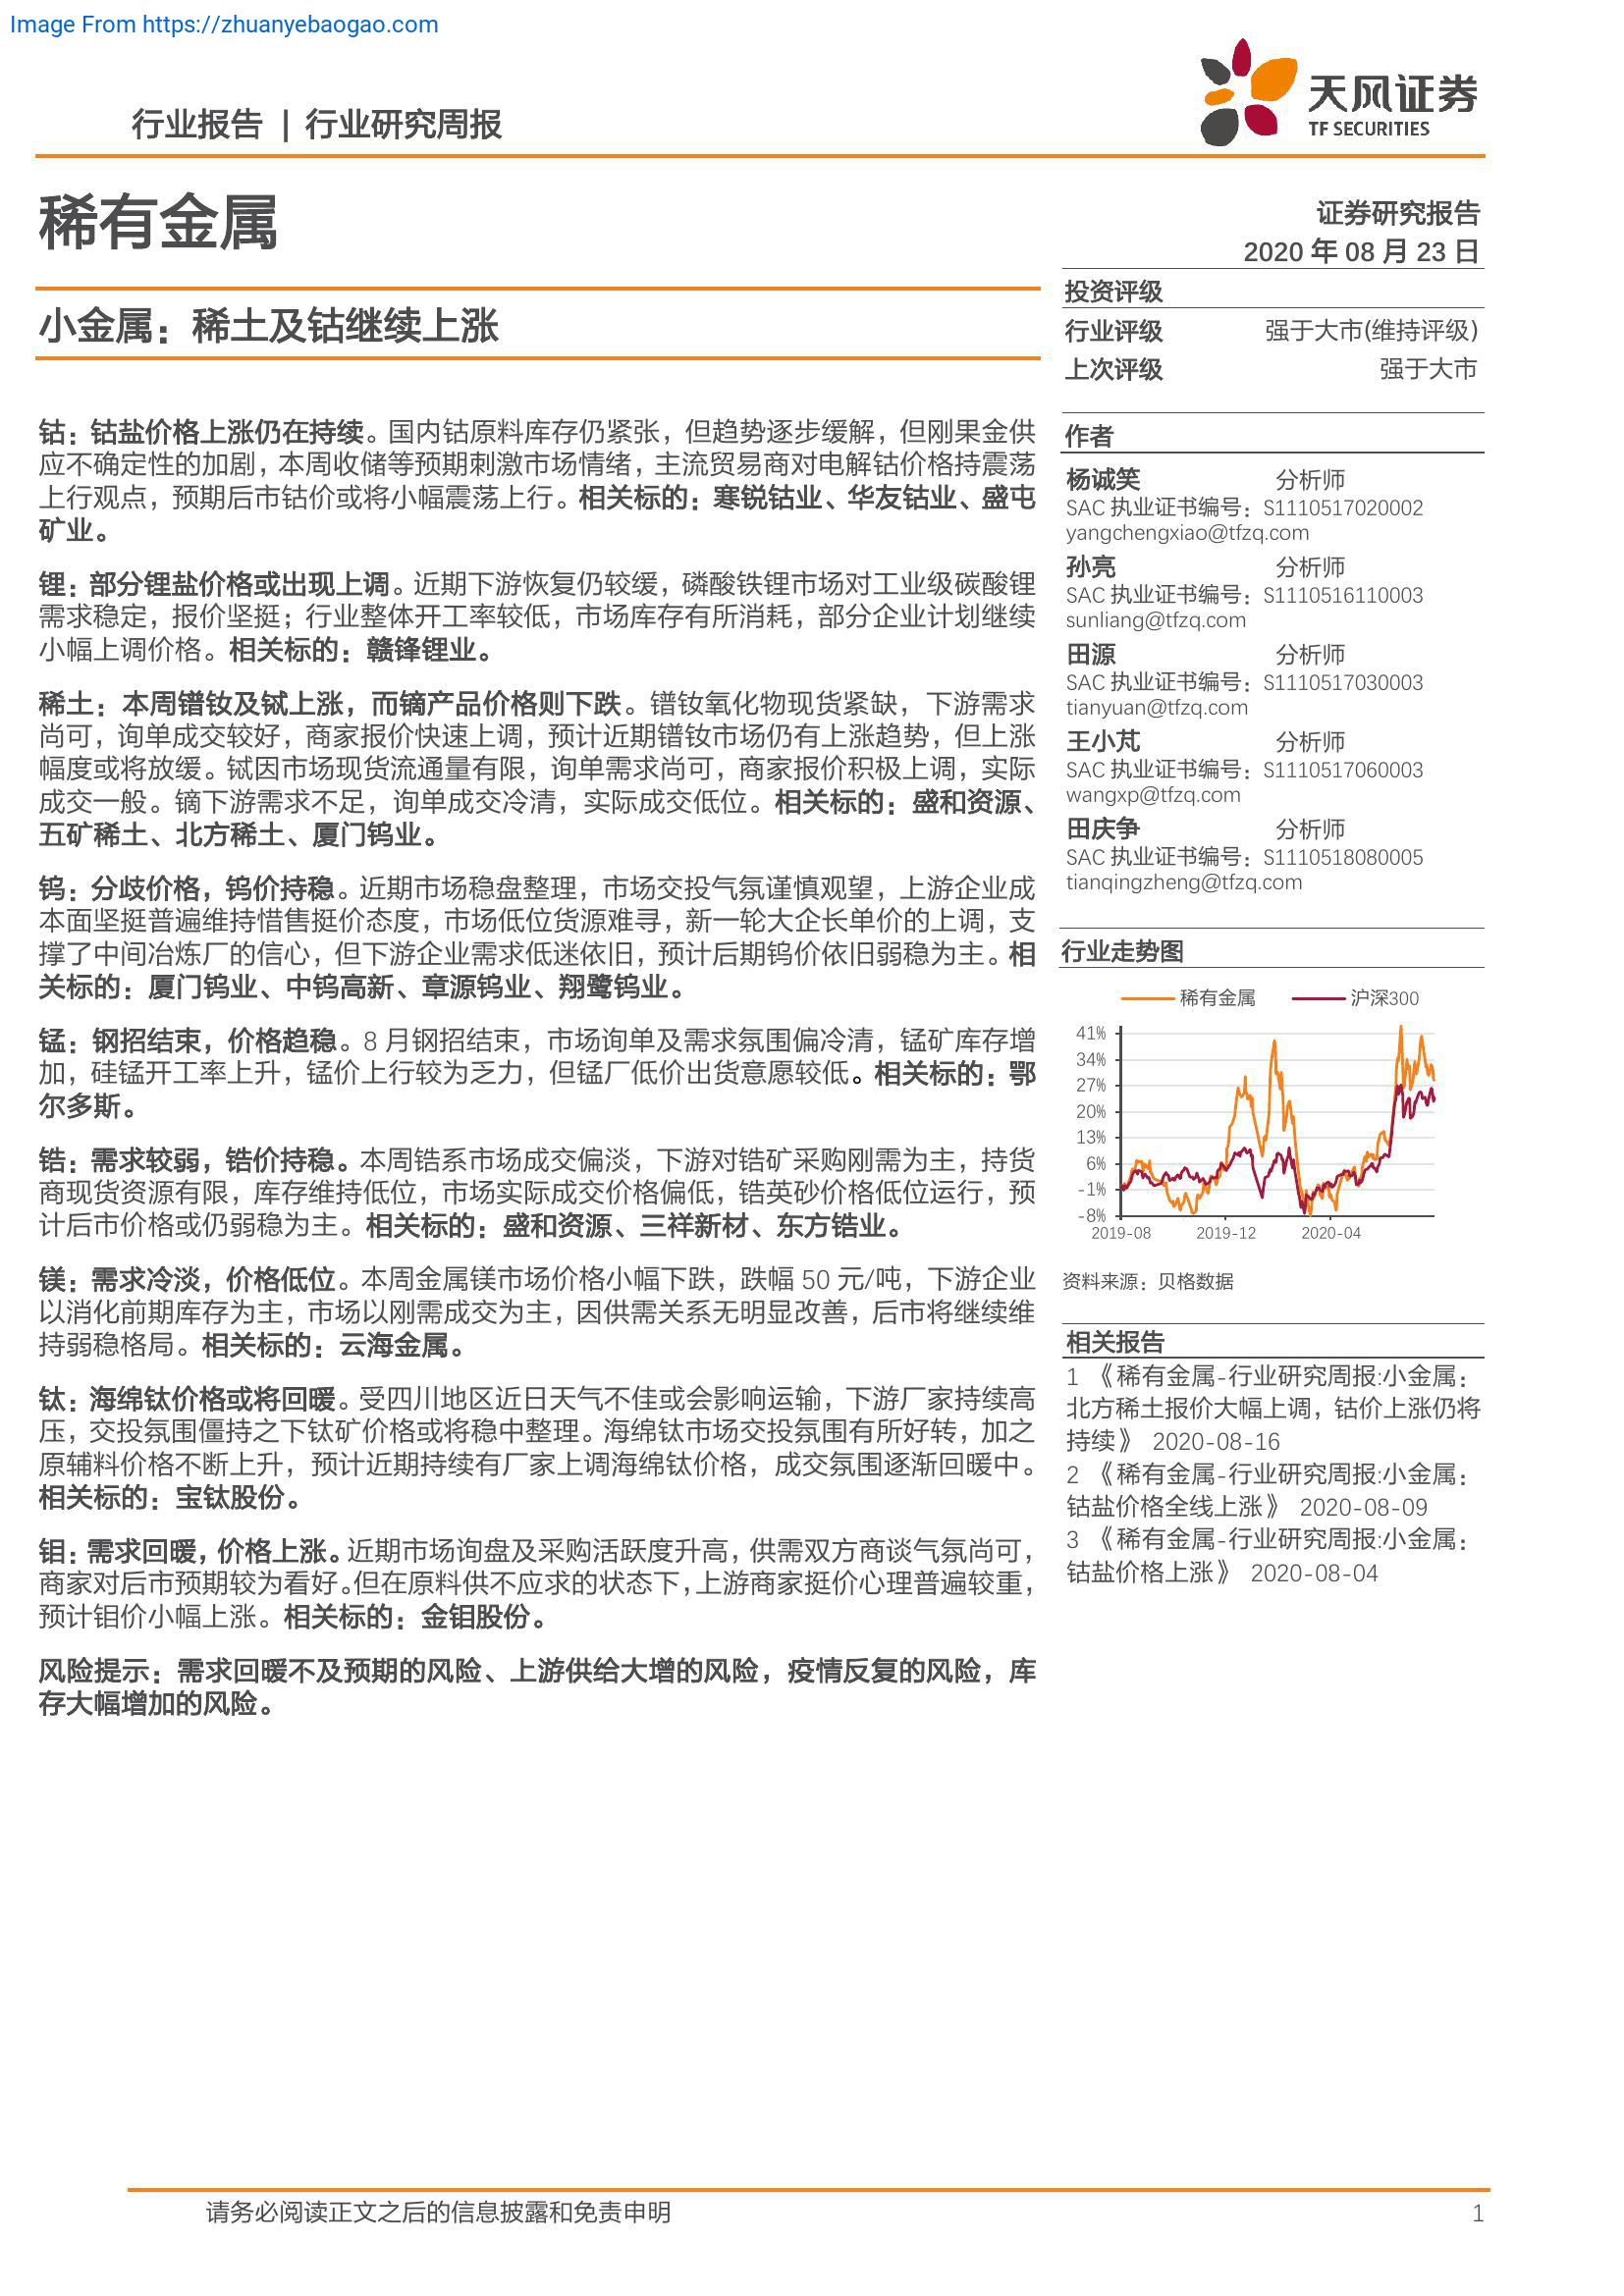 Image From https://zhuanyebaogao.com
行业报告 | 行业研究周报
天风证券
TF SECURITIES
稀有金属
证券研究报告
2020 年 08 月 23 日
小金属：稀土及钴继续上涨
投资评级
行业评级 强于大市(维持评级)
上次评级 强于大市
钴：钴盐价格上涨仍在持续。国内钴原料库存仍紧张，但趋势逐步缓解，但刚果金供
应不确定性的加剧，本周收储等预期刺激市场情绪，主流贸易商对电解钴价格持震荡
上行观点，预期后市钴价或将小幅震荡上行。相关标的：寒锐钴业、华友钴业、盛屯
矿业。
锂：部分锂盐价格或出现上调。近期下游恢复仍较缓，磷酸铁锂市场对工业级碳酸锂
需求稳定，报价坚挺；行业整体开工率较低，市场库存有所消耗，部分企业计划继续
小幅上调价格。相关标的：赣锋锂业。
稀土：本周镨钕及铽上涨，而镝产品价格则下跌。镨钕氧化物现货紧缺，下游需求
尚可，询单成交较好，商家报价快速上调，预计近期镨钕市场仍有上涨趋势，但上涨
幅度或将放缓。铽因市场现货流通量有限，询单需求尚可，商家报价积极上调，实际
成交一般。镝下游需求不足，询单成交冷清，实际成交低位。相关标的：盛和资源、
五矿稀土、北方稀土、厦门钨业。
钨：分歧价格，钨价持稳。近期市场稳盘整理，市场交投气氛谨慎观望，上游企业成
本面坚挺普遍维持惜售挺价态度，市场低位货源难寻，新一轮大企长单价的上调，支
撑了中间冶炼厂的信心，但下游企业需求低迷依旧，预计后期钨价依旧弱稳为主。相
关标的：厦门钨业、中钨高新、章源钨业、翔鹭钨业。
锰：钢招结束，价格趋稳。8 月钢招结束，市场询单及需求氛围偏冷清，锰矿库存增
加，硅锰开工率上升，锰价上行较为乏力，但锰厂低价出货意愿较低。相关标的：鄂
尔多斯。
锆：需求较弱，锆价持稳。本周锆系市场成交偏淡，下游对锆矿采购刚需为主，持货
商现货资源有限，库存维持低位，市场实际成交价格偏低，锆英砂价格低位运行，预
计后市价格或仍弱稳为主。相关标的：盛和资源、三祥新材、东方锆业。
镁：需求冷淡，价格低位。本周金属镁市场价格小幅下跌，跌幅 50 元/吨，下游企业
以消化前期库存为主，市场以刚需成交为主，因供需关系无明显改善，后市将继续维
持弱稳格局。相关标的：云海金属。
钛：海绵钛价格或将回暖。受四川地区近日天气不佳或会影响运输，下游厂家持续高
压，交投氛围僵持之下钛矿价格或将稳中整理。海绵钛市场交投氛围有所好转，加之
原辅料价格不断上升，预计近期持续有厂家上调海绵钛价格，成交氛围逐渐回暖中。
相关标的：宝钛股份。
钼：需求回暖，价格上涨。近期市场询盘及采购活跃度升高，供需双方商谈气氛尚可，
商家对后市预期较为看好。但在原料供不应求的状态下，上游商家挺价心理普遍较重，
预计钼价小幅上涨。相关标的：金钼股份。
风险提示：需求回暖不及预期的风险、上游供给大增的风险，疫情反复的风险，库
存大幅增加的风险。
作者
杨诚笑 分析师
SAC 执业证书编号：S1110517020002
yangchengxiao@tfzq.com
孙亮 分析师
SAC 执业证书编号：S1110516110003
sunliang@tfzq.com
田源 分析师
SAC 执业证书编号：S1110517030003
tianyuan@tfzq.com
王小芃 分析师
SAC 执业证书编号：S1110517060003
wangxp@tfzq.com
田庆争 分析师
SAC 执业证书编号：S1110518080005
tianqingzheng@tfzq.com
行业走势图
稀有金属 沪深300
41%
34%
27%
20%
13%
6%
-1%
-8%
2019-08 2019-12 2020-04
资料来源：贝格数据
相关报告
1 《稀有金属-行业研究周报:小金属：
北方稀土报价大幅上调，钴价上涨仍将
持续》 2020-08-16
2 《稀有金属-行业研究周报:小金属：
钴盐价格全线上涨》 2020-08-09
3 《稀有金属-行业研究周报:小金属：
钴盐价格上涨》 2020-08-04
请务必阅读正文之后的信息披露和免责申明 1